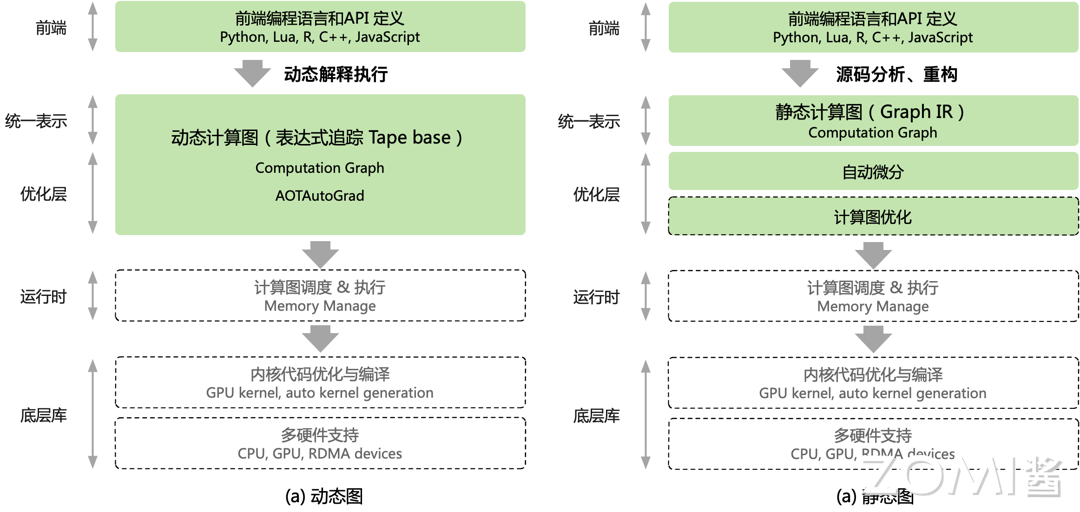 前端
前端编程语言和API 定义
Python, Lua, R, C++, JavaScript
动态解释执行
统一表示
优化层
动态计算图（表达式追踪 Tape base）
Computation Graph
AOTAutoGrad
运行时
计算图调度 & 执行
Memory Manage
底层库
内核代码优化与编译
GPU kernel, auto kernel generation
多硬件支持
CPU, GPU, RDMA devices
(a) 动态图
前端
前端编程语言和API 定义
Python, Lua, R, C++, JavaScript
源码分析、重构
统一表示
静态计算图（Graph IR）
Computation Graph
优化层
自动微分
计算图优化
运行时
计算图调度 & 执行
Memory Manage
底层库
内核代码优化与编译
GPU kernel, auto kernel generation
多硬件支持
CPU, GPU, RDMA devices
(a) 静态图
ZOMI酱